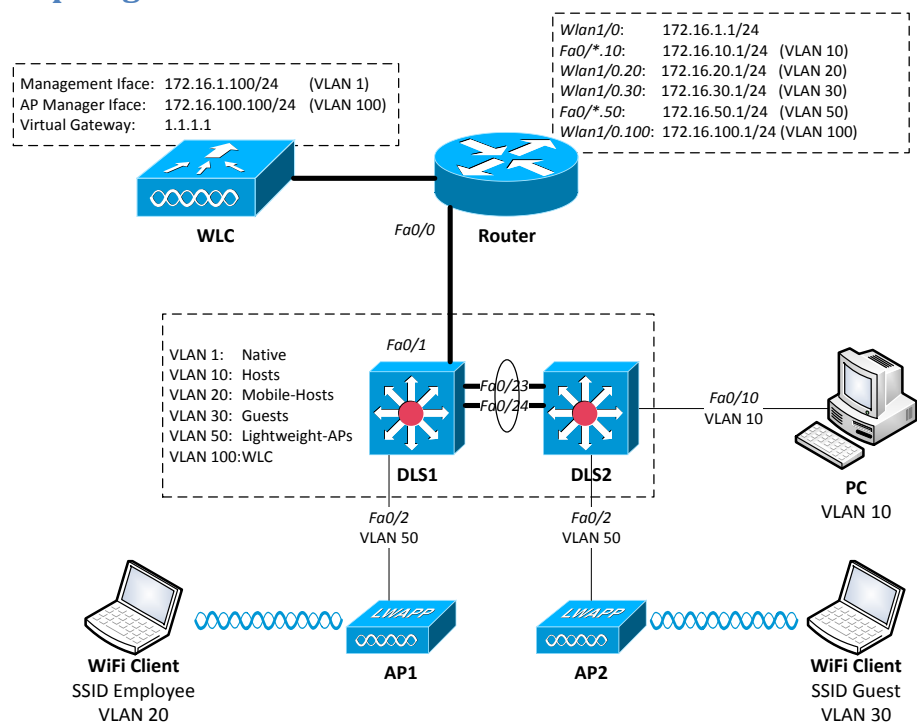 Wlan1/0: 172.16.1.1/24
Fa0/*.10: 172.16.10.1/24 (VLAN 10)
Wlan1/0.20: 172.16.20.1/24 (VLAN 20)
Wlan1/0.30: 172.16.30.1/24 (VLAN 30)
Fa0/*.50: 172.16.50.1/24 (VLAN 50)
Wlan1/0.100: 172.16.100.1/24 (VLAN 100)
Management Iface: 172.16.1.100/24 (VLAN 1)
AP Manager Iface: 172.16.100.100/24 (VLAN 100)
Virtual Gateway: 1.1.1.1
WLC
Fa0/0
Router
VLAN 1: Native
VLAN 10: Hosts
VLAN 20: Mobile-Hosts
VLAN 30: Guests
VLAN 50: Lightweight-APs
VLAN 100:WLC
Fa0/1
Fa0/23
Fa0/24
DLS1
DLS2
Fa0/10
VLAN 10
PC
VLAN 10
Fa0/2
VLAN 50
Fa0/2
VLAN 50
LWAPP
AP1
LWAPP
AP2
WiFi Client
SSID Employee
VLAN 20
WiFi Client
SSID Guest
VLAN 30